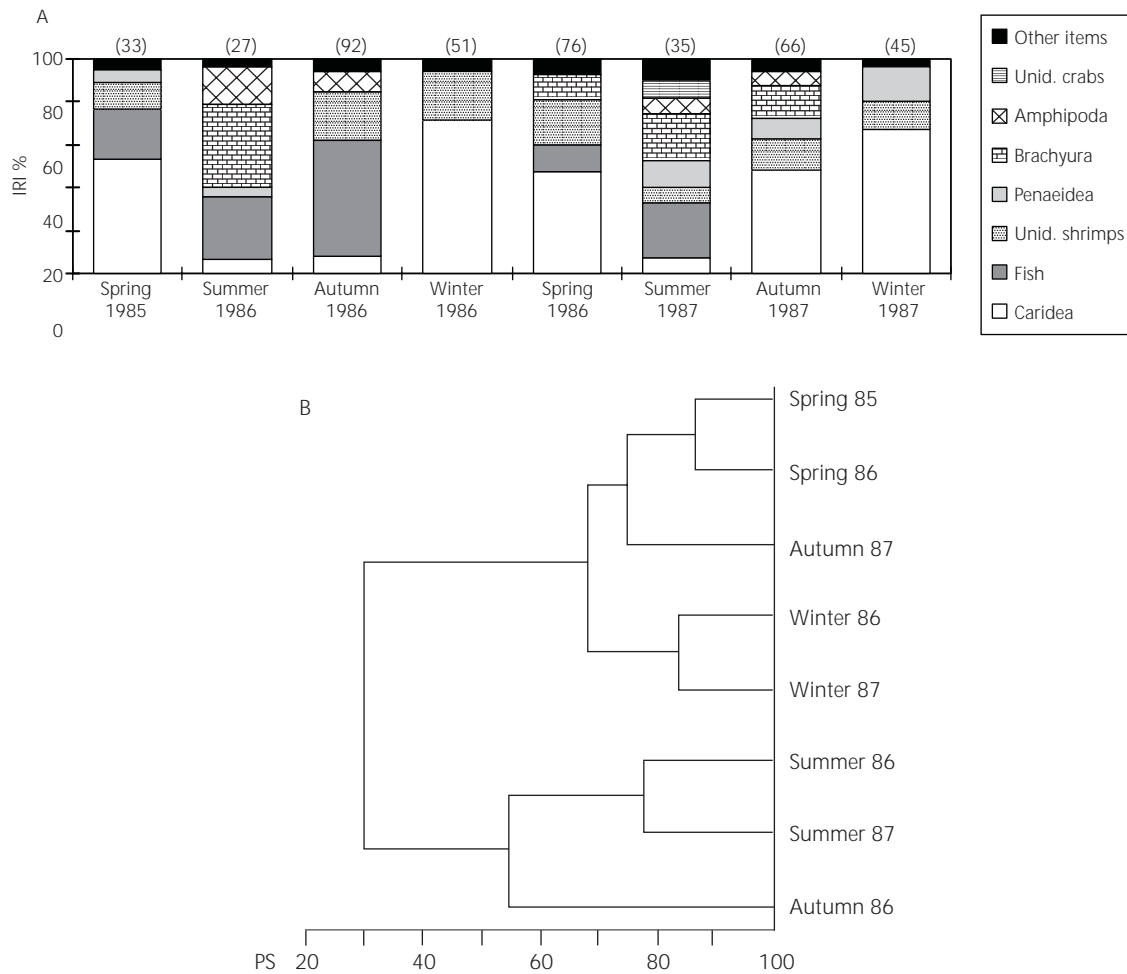 A
(33) (27) (92) (51) (76) (35) (66) (45)
100
80
60
40
20
0
IRI %
Spring 1985
Summer 1986
Autumn 1986
Winter 1986
Spring 1986
Summer 1987
Autumn 1987
Winter 1987
Other items
Unid. crabs
Amphipoda
Brachyura
Penaeidea
Unid. shrimps
Fish
Caridea
B
Spring 85
Spring 86
Autumn 87
Winter 86
Winter 87
Summer 86
Summer 87
Autumn 86
PS 20 40 60 80 100